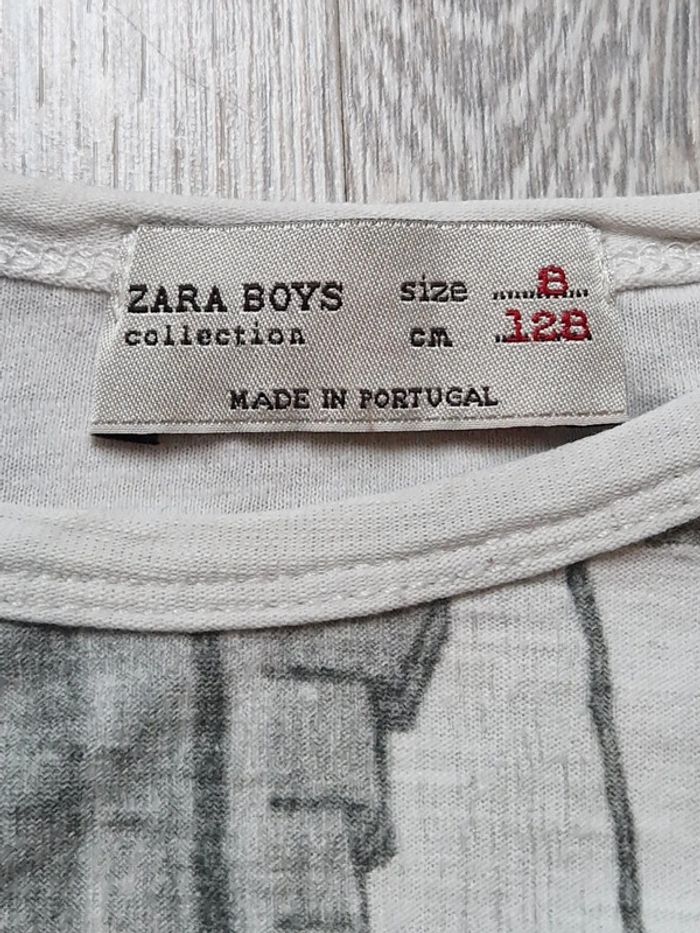 ZARA BOYS size 8
collection cm 128
MADE IN PORTUGAL